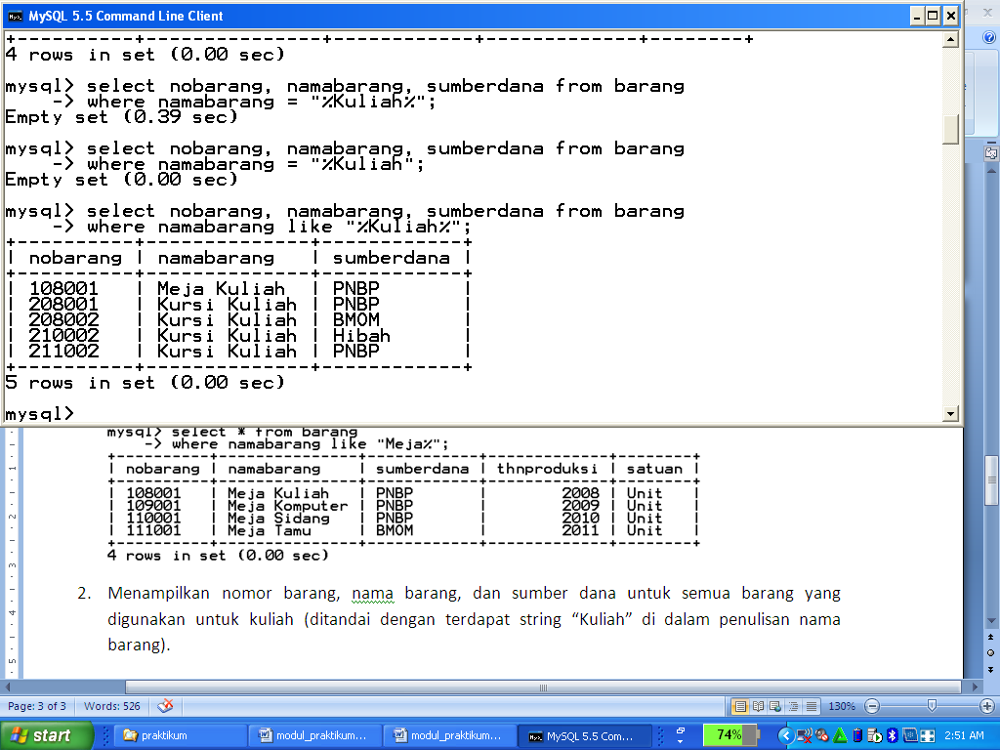 MySQL 5.5 Command Line Client
+----------+---------------+------------+-------------+--------+
4 rows in set (0.00 sec)
mysql> select nobarang, namabarang, sumberdana from barang
    -> where namabarang = "%Kuliah%";
Empty set (0.39 sec)
mysql> select nobarang, namabarang, sumberdana from barang
    -> where namabarang = "%Kuliah";
Empty set (0.00 sec)
mysql> select nobarang, namabarang, sumberdana from barang
    -> where namabarang like "%Kuliah%";
+----------+--------------+------------+
| nobarang | namabarang   | sumberdana |
+----------+--------------+------------+
| 108001   | Meja Kuliah  | PNBP       |
| 208001   | Kursi Kuliah | PNBP       |
| 208002   | Kursi Kuliah | BMOM       |
| 210002   | Kursi Kuliah | Hibah      |
| 211002   | Kursi Kuliah | PNBP       |
+----------+--------------+------------+
5 rows in set (0.00 sec)
mysql>
mysql> select * from barang
    -> where namabarang like "Meja%";
+----------+---------------+------------+-------------+--------+
| nobarang | namabarang    | sumberdana | thnproduksi | satuan |
+----------+---------------+------------+-------------+--------+
| 108001   | Meja Kuliah   | PNBP       |        2008 | Unit   |
| 109001   | Meja Komputer | PNBP       |        2009 | Unit   |
| 110001   | Meja Sidang   | PNBP       |        2010 | Unit   |
| 111001   | Meja Tamu     | BMOM       |        2011 | Unit   |
+----------+---------------+------------+-------------+--------+
4 rows in set (0.00 sec)
2. Menampilkan nomor barang, nama barang, dan sumber dana untuk semua barang yang
digunakan untuk kuliah (ditandai dengan terdapat string “Kuliah” di dalam penulisan nama
barang).
1
2
3
4
5
Page: 3 of 3 Words: 526 130%
start praktikum modul_praktikum... modul_praktikum... MySQL 5.5 Com... 74% 2:51 AM